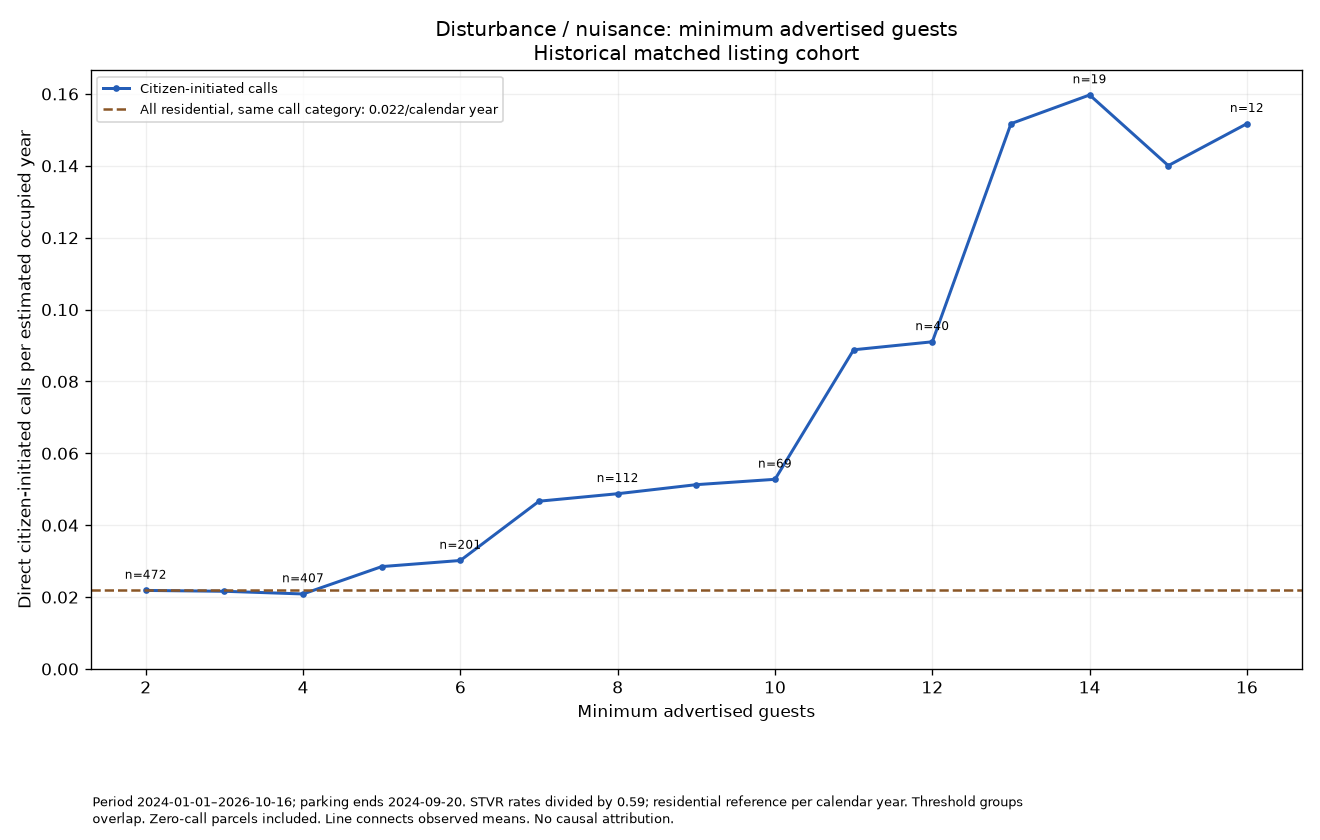 Disturbance / nuisance: minimum advertised guests
Historical matched listing cohort
Citizen-initiated calls
All residential, same call category: 0.022/calendar year
Direct citizen-initiated calls per estimated occupied year
0.16
0.14
0.12
0.10
0.08
0.06
0.04
0.02
0.00
n=472
n=407
n=201
n=112
n=69
n=40
n=19
n=12
2 4 6 8 10 12 14 16
Minimum advertised guests
Period 2024-01-01–2026-10-16; parking ends 2024-09-20. STVR rates divided by 0.59; residential reference per calendar year. Threshold groups
overlap. Zero-call parcels included. Line connects observed means. No causal attribution.